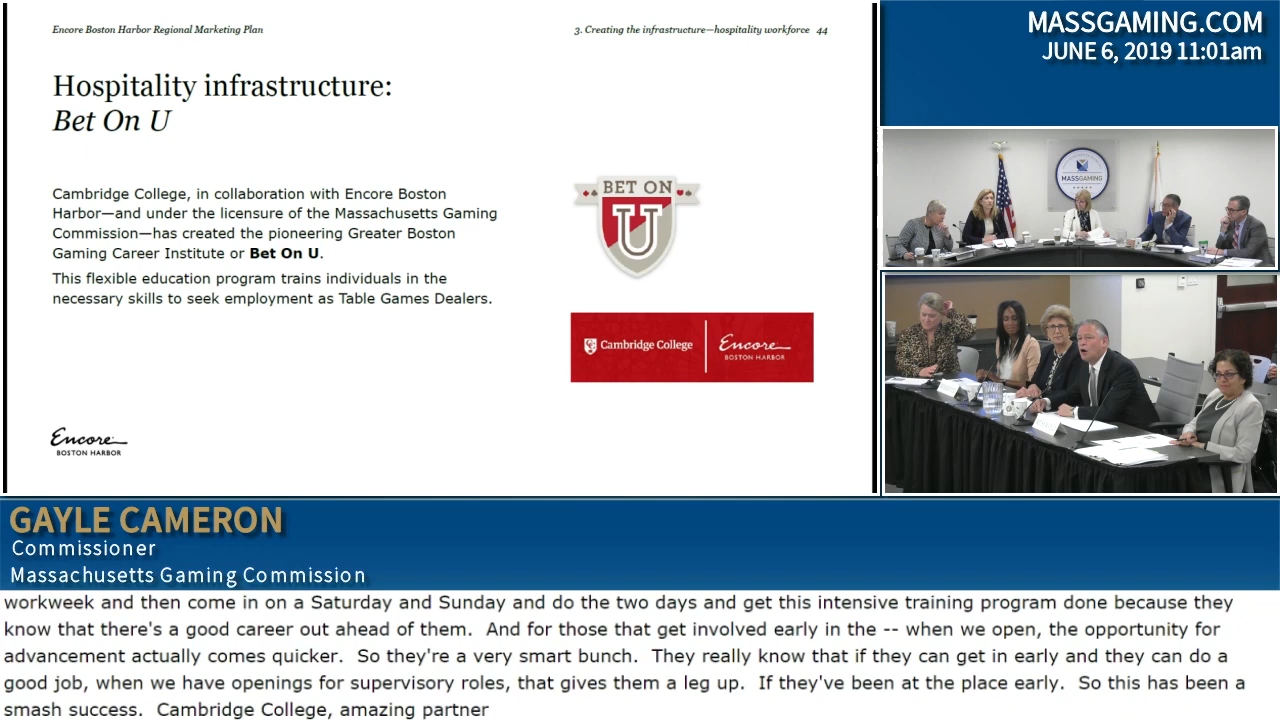 Encore Boston Harbor Regional Marketing Plan
3. Creating the infrastructure—hospitality workforce 44
Hospitality infrastructure:
Bet On U
Cambridge College, in collaboration with Encore Boston
Harbor—and under the licensure of the Massachusetts Gaming
Commission—has created the pioneering Greater Boston
Gaming Career Institute or Bet On U.
This flexible education program trains individuals in the
necessary skills to seek employment as Table Games Dealers.
BET ON
U
Cambridge College
Encore
BOSTON HARBOR
Encore
BOSTON HARBOR
MASSGAMING.COM
JUNE 6, 2019 11:01am
MASSGAMING
GAYLE CAMERON
Commissioner
Massachusetts Gaming Commission
workweek and then come in on a Saturday and Sunday and do the two days and get this intensive training program done because they
know that there's a good career out ahead of them. And for those that get involved early in the -- when we open, the opportunity for
advancement actually comes quicker. So they're a very smart bunch. They really know that if they can get in early and they can do a
good job, when we have openings for supervisory roles, that gives them a leg up. If they've been at the place early. So this has been a
smash success. Cambridge College, amazing partner